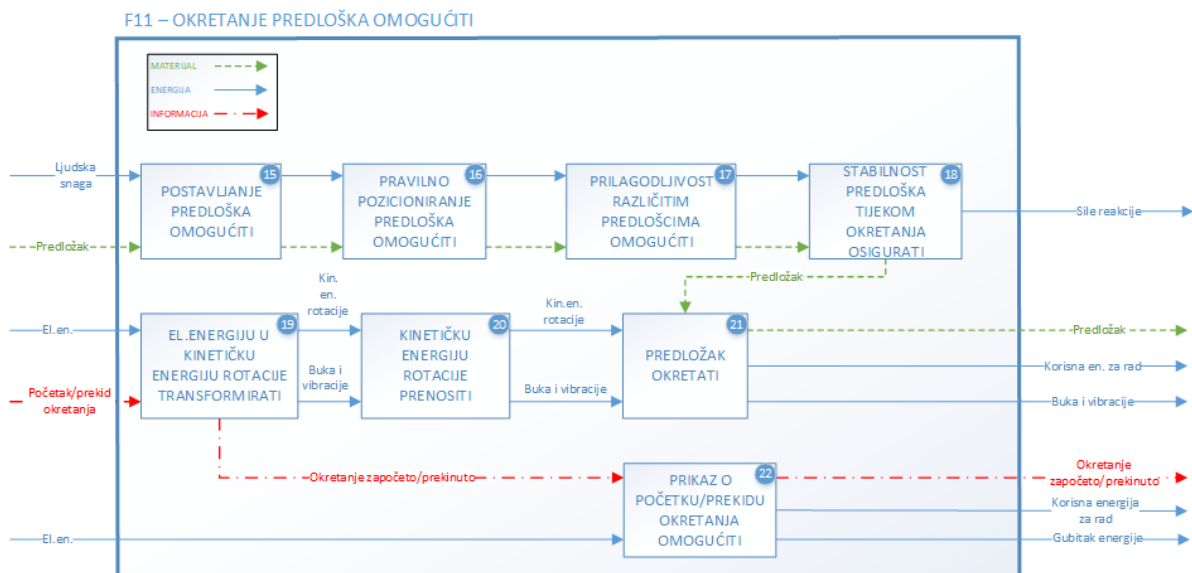 F11 – OKRETANJE PREDLOŠKA OMOGUĆITI
MATERIJAL
ENERGIJA
INFORMACIJA
Ljudska
snaga
Predložak
15
POSTAVLJANJE
PREDLOŠKA
OMOGUĆITI
16
PRAVILNO
POZICIONIRANJE
PREDLOŠKA
OMOGUĆITI
17
PRILAGODLJIVOST
RAZLIČITIM
PREDLOŠCIMA
OMOGUĆITI
18
STABILNOST
PREDLOŠKA
TIJEKOM
OKRETANJA
OSIGURATI
Sile reakcije
Predložak
El.en.
Početak/prekid
okretanja
19
EL.ENERGIJU U
KINETIČKU
ENERGIJU ROTACIJE
TRANSFORMIRATI
Kin.
en.
rotacije
Buka i
vibracije
20
KINETIČKU
ENERGIJU
ROTACIJE
PRENOSITI
Kin.en.
rotacije
Buka i vibracije
21
PREDLOŽAK
OKRETATI
Predložak
Korisna en. za rad
Buka i vibracije
Okretanje započeto/prekinuto
El.en.
22
PRIKAZ O
POČETKU/PREKIDU
OKRETANJA
OMOGUĆITI
Okretanje
započeto/prekinuto
Korisna energija
za rad
Gubitak energije